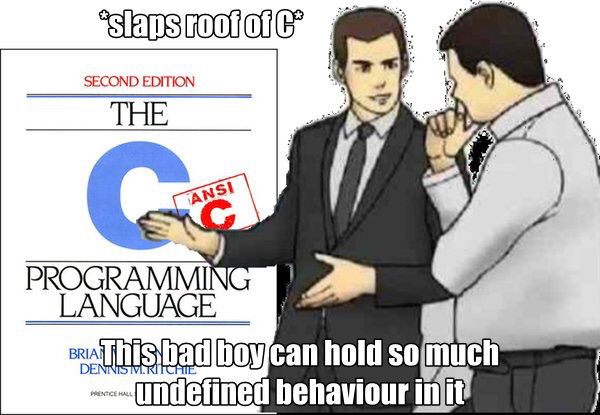 *slaps roof of C*
SECOND EDITION
THE
C
ANSI
C
PROGRAMMING
LANGUAGE
BRIAN
DENNIS M. RITCHIE
PRENTICE HALL
This bad boy can hold so much
undefined behaviour in it